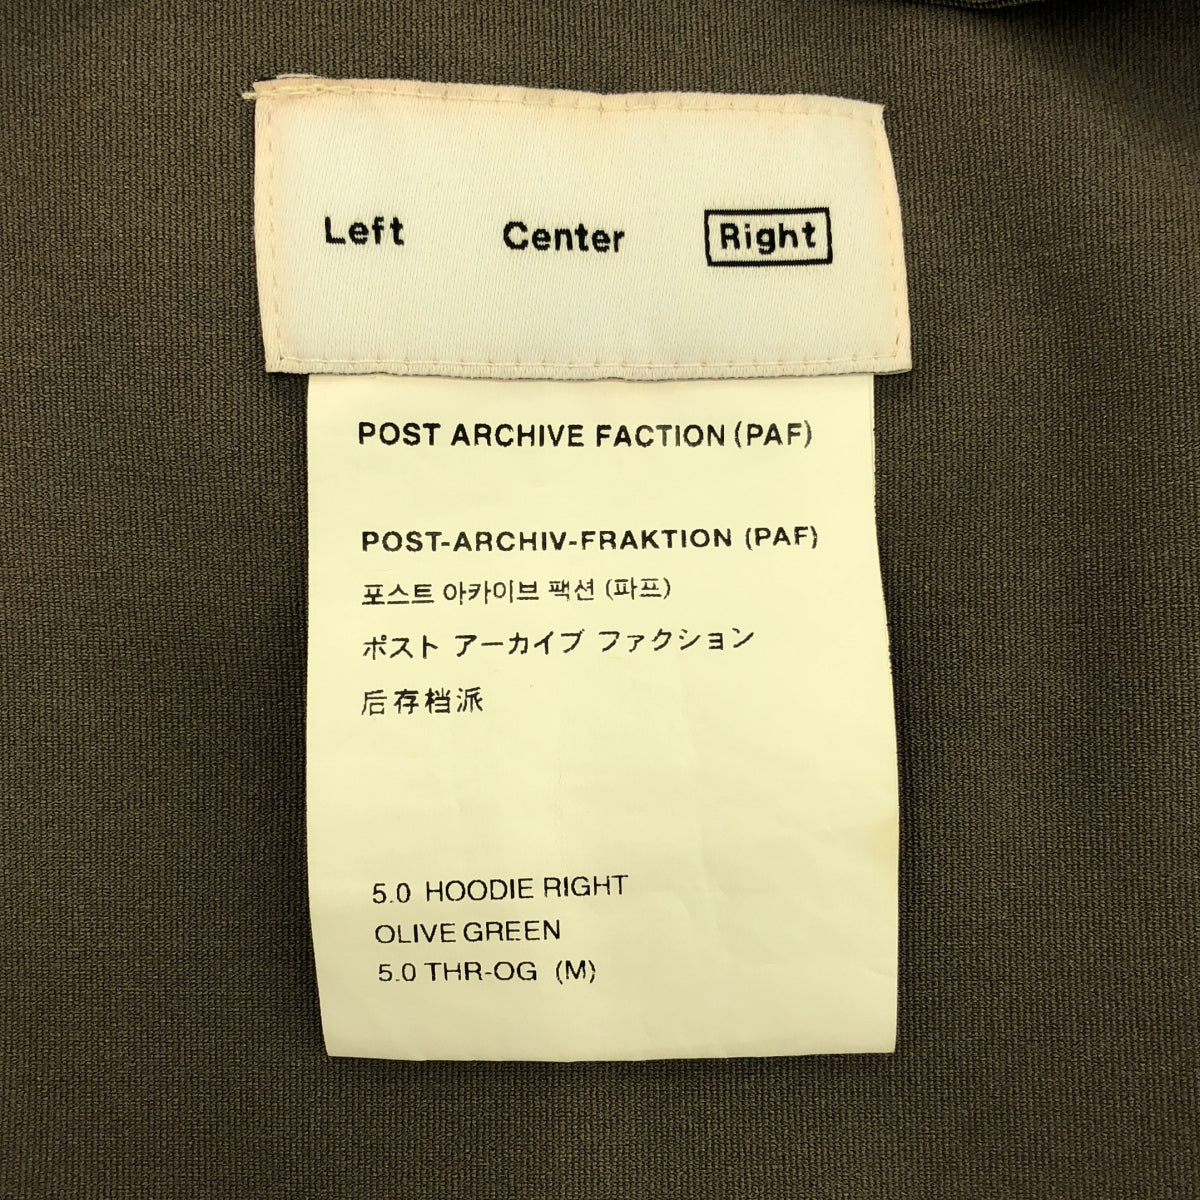 Left Center Right
POST ARCHIVE FACTION (PAF)
POST-ARCHIV-FRAKTION (PAF)
포스트 아카이브 팩션 (파프)
ポスト アーカイブ ファクション
后存档派
5.0 HOODIE RIGHT
OLIVE GREEN
5.0 THR-OG (M)